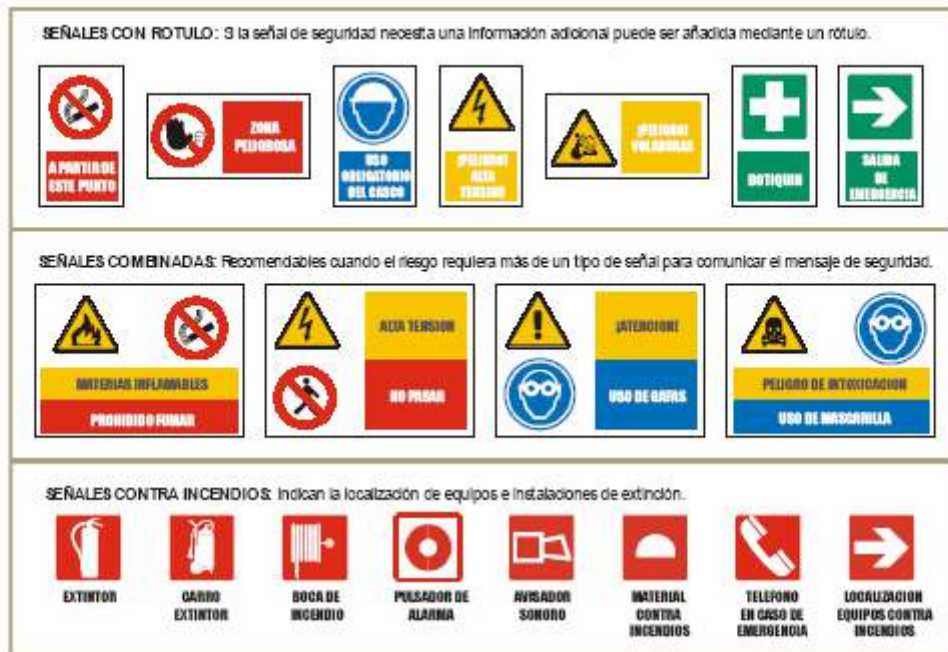 SEÑALES CON ROTULO: Si la señal de seguridad necesita una información adicional puede ser añadida mediante un rótulo.
A PARTIR DE
ESTE PUNTO
ZONA
PELIGROSA
USO
OBLIGATORIO
DEL CASCO
¡PELIGRO!
ALTA
TENSION
¡PELIGRO!
VOLADURAS
BOTIQUIN
SALIDA
DE
EMERGENCIA
SEÑALES COMBINADAS: Recomendables cuando el riesgo requiera más de un tipo de señal para comunicar el mensaje de seguridad.
MATERIAS INFLAMABLES
PROHIBIDO FUMAR
ALTA TENSION
NO PASAR
¡ATENCION!
USO DE GAFAS
PELIGRO DE INTOXICACION
USO DE MASCARILLA
SEÑALES CONTRA INCENDIOS: Indican la localización de equipos e instalaciones de extinción.
EXTINTOR
CARRO
EXTINTOR
BOCA DE
INCENDIO
PULSADOR DE
ALARMA
AVISADOR
SONORO
MATERIAL
CONTRA
INCENDIOS
TELEFONO
EN CASO DE
EMERGENCIA
LOCALIZACION
EQUIPOS CONTRA
INCENDIOS